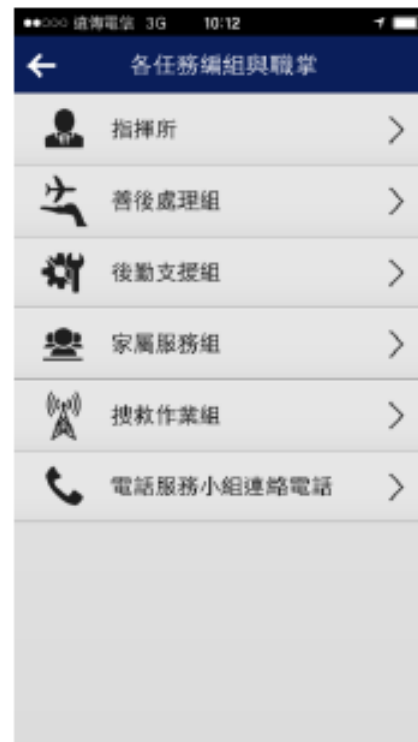 遠傳電信 3G 10:12
各任務編組與職掌
指揮所
善後處理組
後勤支援組
家屬服務組
搜救作業組
電話服務小組連絡電話